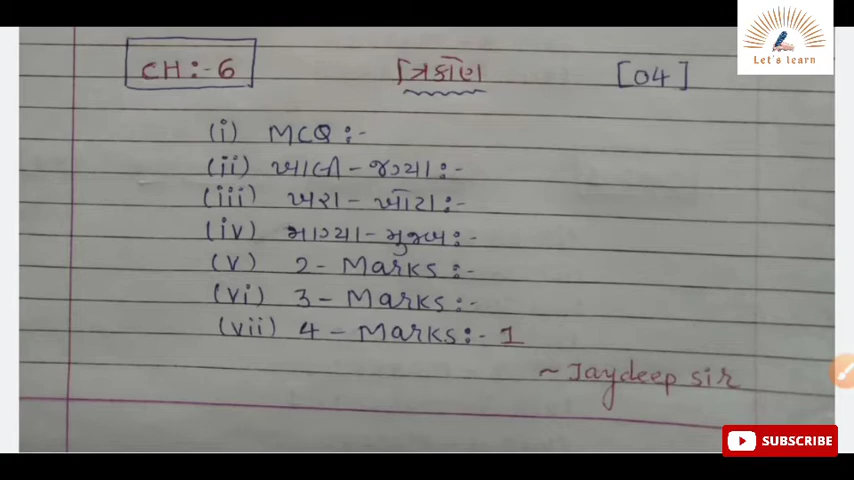 Let's learn
CH:- 6 ત્રિકોણ [04]
(i) MCQ:-
(ii) ખાલી - જગ્યા:-
(iii) ખરા - ખોટા:-
(iv) માગ્યા - મુજબ:-
(v) 2 - Marks:-
(vi) 3 - Marks:-
(vii) 4 - Marks:- 1
~ Jaydeep sir
SUBSCRIBE